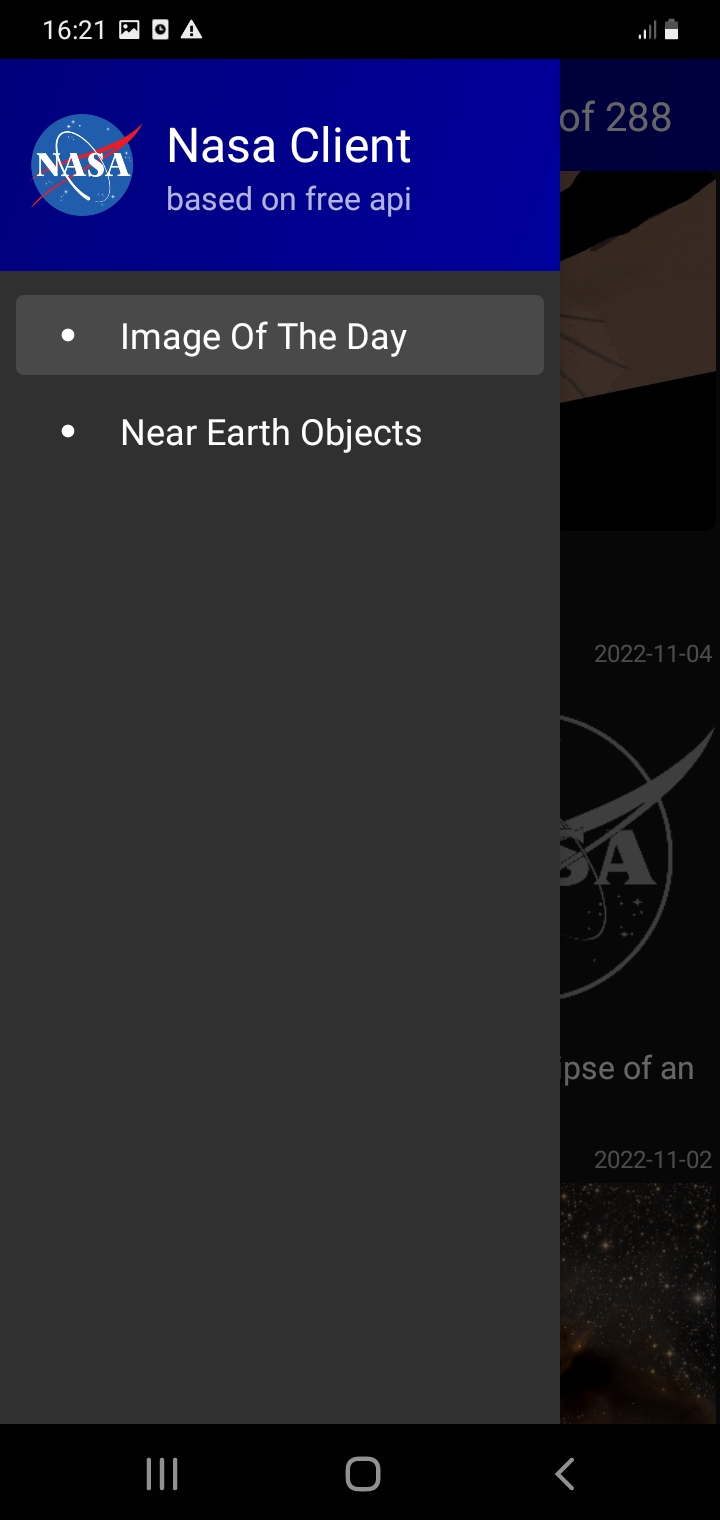 16:21
NASA
Nasa Client
based on free api
of 288
Image Of The Day
Near Earth Objects
2022-11-04
SA
ipse of an
2022-11-02